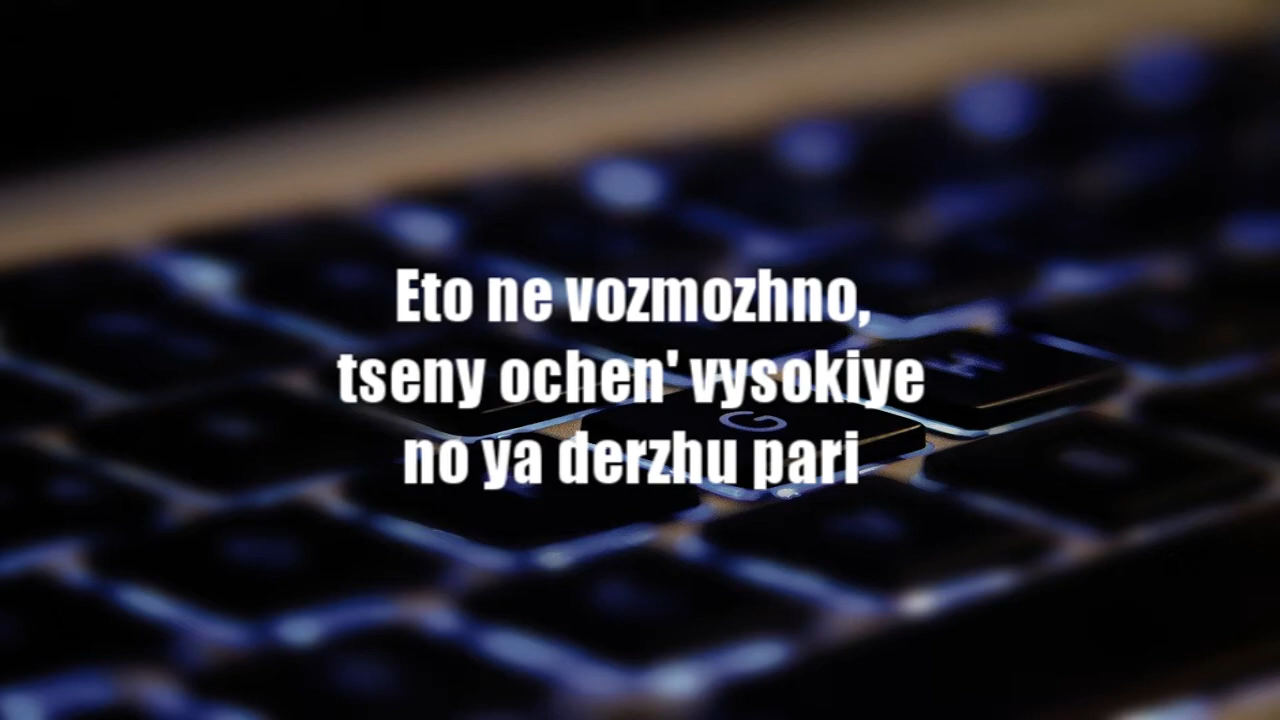 Eto ne vozmozhno,
tseny ochen' vysokiye
no ya derzhu pari
G